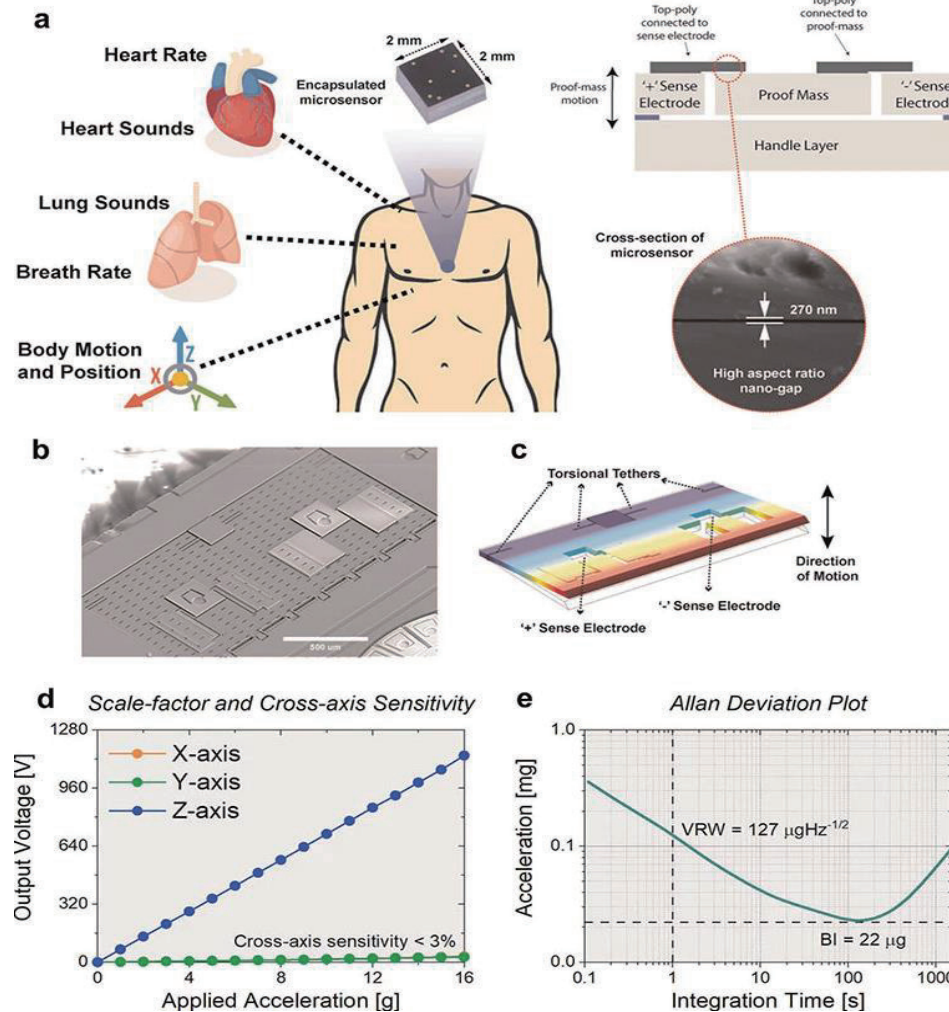 a
Heart Rate
Heart Sounds
Lung Sounds
Breath Rate
Body Motion
and Position
Z
X
Y
Encapsulated
microsensor
2 mm
2 mm
Top-poly
connected to
sense electrode
connected to
proof-mass
Proof-mass
motion
'+' Sense
Electrode
Proof Mass
'-' Sense
Electrod
Handle Layer
Cross-section of
microsensor
270 nm
High aspect ratio
nano-gap
b
500 um
c
Torsional Tethers
Direction
of Motion
'-' Sense Electrode
'+' Sense Electrode
d
Scale-factor and Cross-axis Sensitivity
Output Voltage [V]
1280
960
640
320
0
X-axis
Y-axis
Z-axis
Cross-axis sensitivity < 3%
0 4 8 12 16
Applied Acceleration [g]
e
Allan Deviation Plot
Acceleration [mg]
1.0
0.1
0.0
VRW = 127 µgHz-1/2
BI = 22 µg
0.1 1 10 100 1000
Integration Time [s]